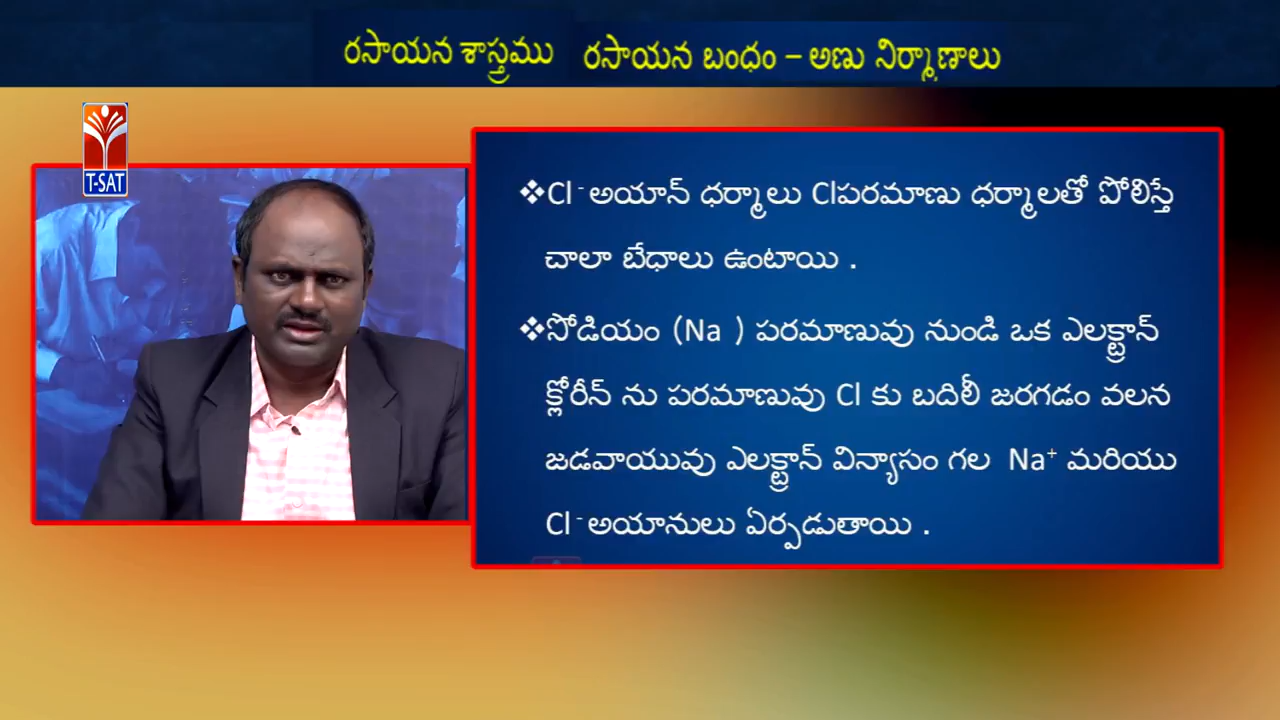 రసాయన శాస్త్రము రసాయన బంధం – అణు నిర్మాణాలు
T-SAT
❖Cl⁻ అయాన్ ధర్మాలు Clపరమాణు ధర్మాలతో పోలిస్తే
చాలా బేధాలు ఉంటాయి .
❖సోడియం (Na ) పరమాణువు నుండి ఒక ఎలక్ట్రాన్
క్లోరీన్ ను పరమాణువు Cl కు బదిలీ జరగడం వలన
జడవాయువు ఎలక్ట్రాన్ విన్యాసం గల Na⁺ మరియు
Cl⁻ అయానులు ఏర్పడుతాయి .